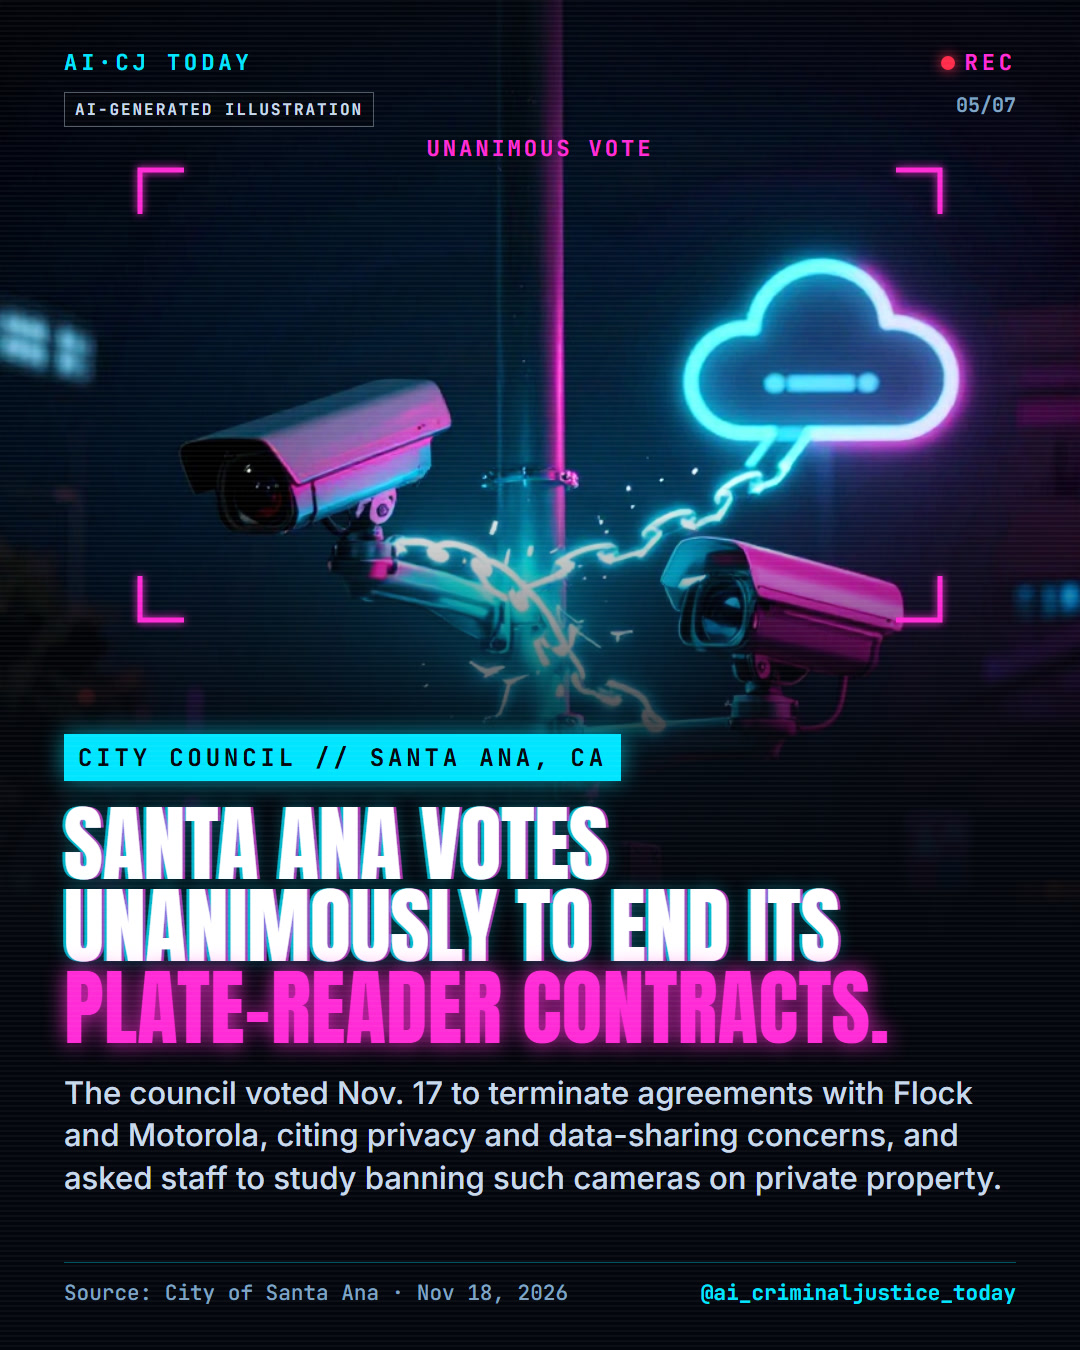 AI·CJ TODAY
REC
AI-GENERATED ILLUSTRATION
05/07
UNANIMOUS VOTE
CITY COUNCIL // SANTA ANA, CA
SANTA ANA VOTES
UNANIMOUSLY TO END ITS
PLATE-READER CONTRACTS.
The council voted Nov. 17 to terminate agreements with Flock
and Motorola, citing privacy and data-sharing concerns, and
asked staff to study banning such cameras on private property.
Source: City of Santa Ana · Nov 18, 2026
@ai_criminaljustice_today